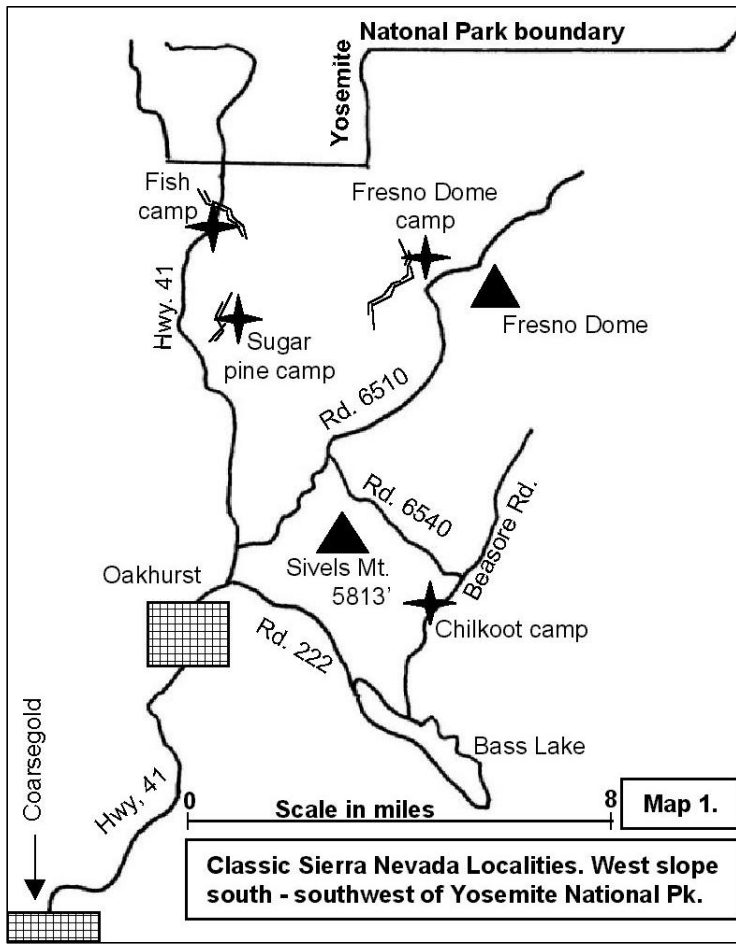 Natonal Park boundary
Yosemite
Fish
camp
Fresno Dome
camp
Hwy. 41
Fresno Dome
Sugar
pine camp
Rd. 6510
Rd. 6540
Beasore Rd.
Oakhurst
Sivels Mt.
5813’
Chilkoot camp
Rd. 222
Bass Lake
Coarsegold
Hwy, 41
0
Scale in miles
8
Map 1.
Classic Sierra Nevada Localities. West slope
south - southwest of Yosemite National Pk.